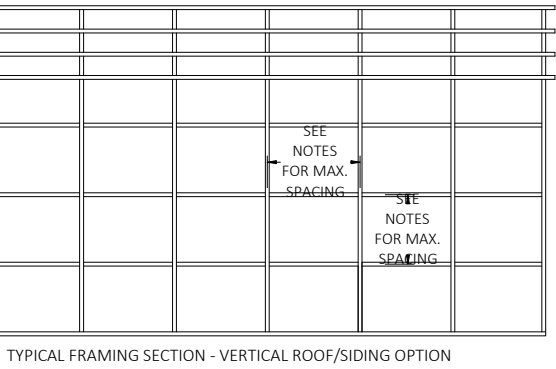 SEE
NOTES
FOR MAX.
SPACING
SEE
NOTES
FOR MAX.
SPACING
TYPICAL FRAMING SECTION - VERTICAL ROOF/SIDING OPTION